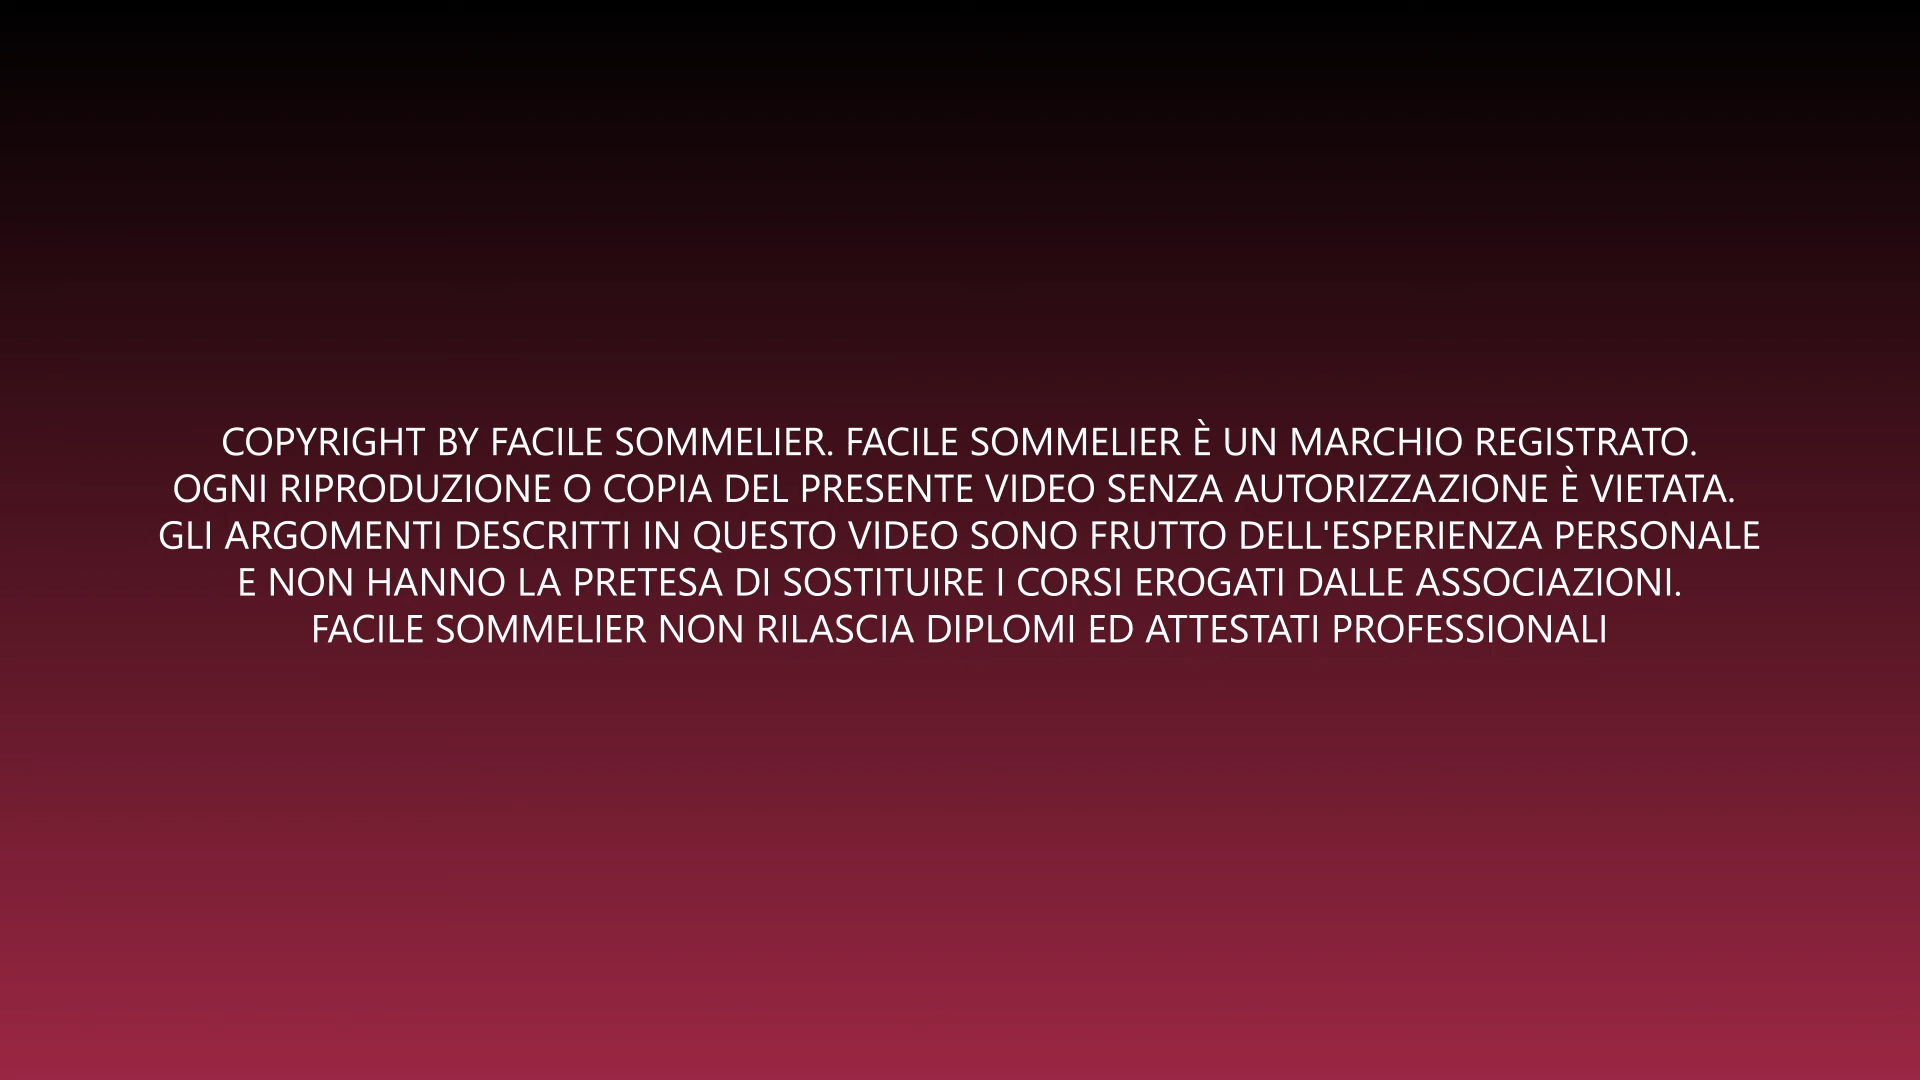 COPYRIGHT BY FACILE SOMMELIER. FACILE SOMMELIER È UN MARCHIO REGISTRATO.
OGNI RIPRODUZIONE O COPIA DEL PRESENTE VIDEO SENZA AUTORIZZAZIONE È VIETATA.
GLI ARGOMENTI DESCRITTI IN QUESTO VIDEO SONO FRUTTO DELL'ESPERIENZA PERSONALE
E NON HANNO LA PRETESA DI SOSTITUIRE I CORSI EROGATI DALLE ASSOCIAZIONI.
FACILE SOMMELIER NON RILASCIA DIPLOMI ED ATTESTATI PROFESSIONALI